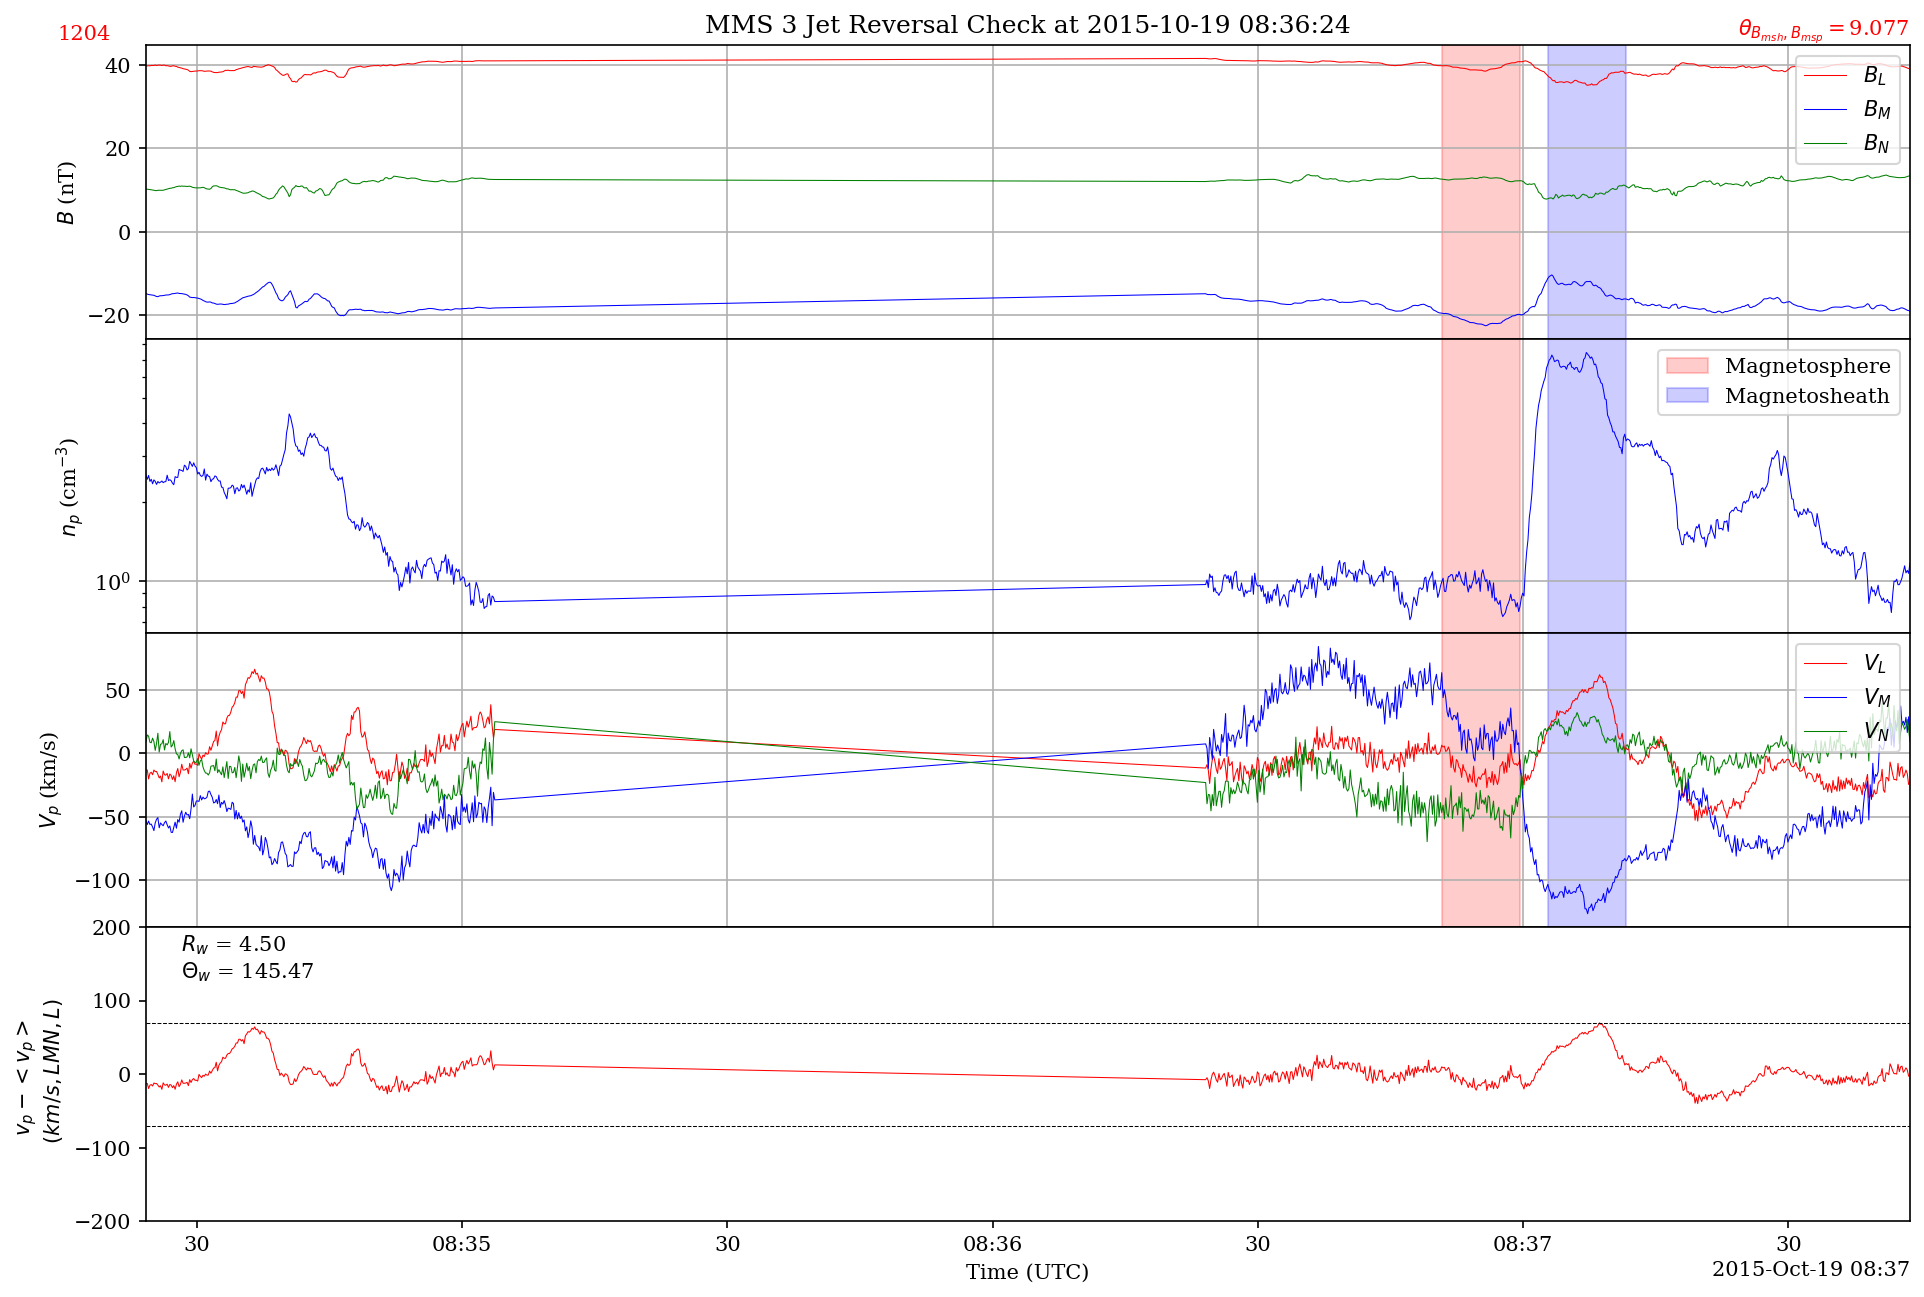 MMS 3 Jet Reversal Check at 2015-10-19 08:36:24
1204
θ_{B_{msh}, B_{msp}} = 9.077
40
20
0
−20
B (nT)
B_L
B_M
B_N
10^0
n_p (cm^{−3})
Magnetosphere
Magnetosheath
50
0
−50
−100
V_p (km/s)
V_L
V_M
V_N
200
100
0
−100
−200
v_p − < v_p >
(km/s, LMN, L)
R_w = 4.50
Θ_w = 145.47
30
08:35
30
08:36
30
08:37
30
Time (UTC)
2015-Oct-19 08:37